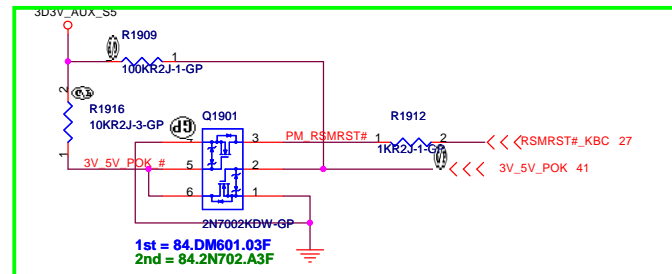 3D3V_AUX_S5
R1909
1
100KR2J-1-GP
2
R1916
10KR2J-3-GP
1
Q1901
GP
3
PM_RSMRST#
R1912
1
2
1KR2J-1-GP
RSMRST#_KBC 27
3V_5V_POK_#
5
2
3V_5V_POK 41
6
1
2N7002KDW-GP
1st = 84.DM601.03F
2nd = 84.2N702.A3F